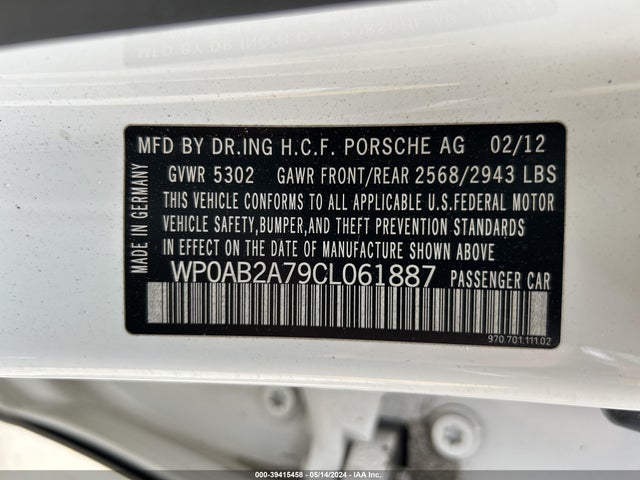 MFD BY DR.ING H.C.F. PORSCHE AG 02/12
GVWR 5302 GAWR FRONT/REAR 2568/2943 LBS
THIS VEHICLE CONFORMS TO ALL APPLICABLE U.S.FEDERAL MOTOR
VEHICLE SAFETY,BUMPER,AND THEFT PREVENTION STANDARDS
IN EFFECT ON THE DATE OF MANUFACTURE SHOWN ABOVE
WP0AB2A79CL061887 PASSENGER CAR
MADE IN GERMANY
970.701.111.02
000-39415458 - 05/14/2024 - IAA Inc.